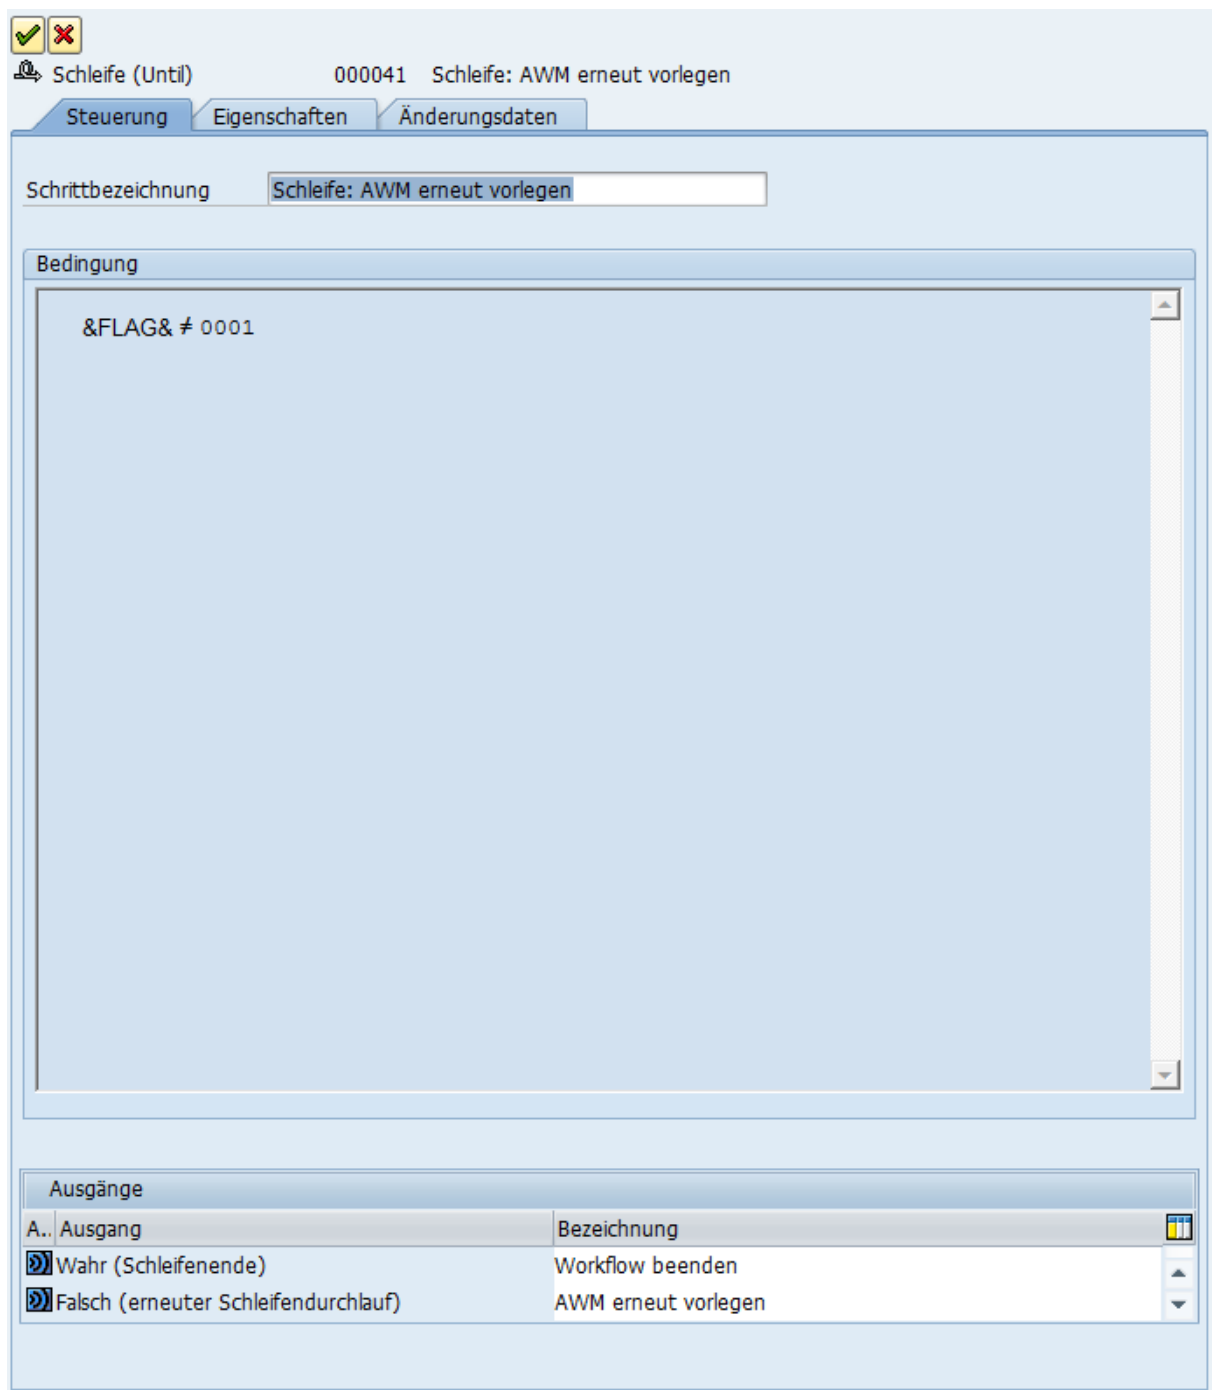 Schleife (Until) 000041 Schleife: AWM erneut vorlegen
Steuerung Eigenschaften Änderungsdaten
Schrittbezeichnung Schleife: AWM erneut vorlegen
Bedingung
&FLAG& ≠ 0001
Ausgänge
A.. Ausgang Bezeichnung
Wahr (Schleifenende) Workflow beenden
Falsch (erneuter Schleifendurchlauf) AWM erneut vorlegen